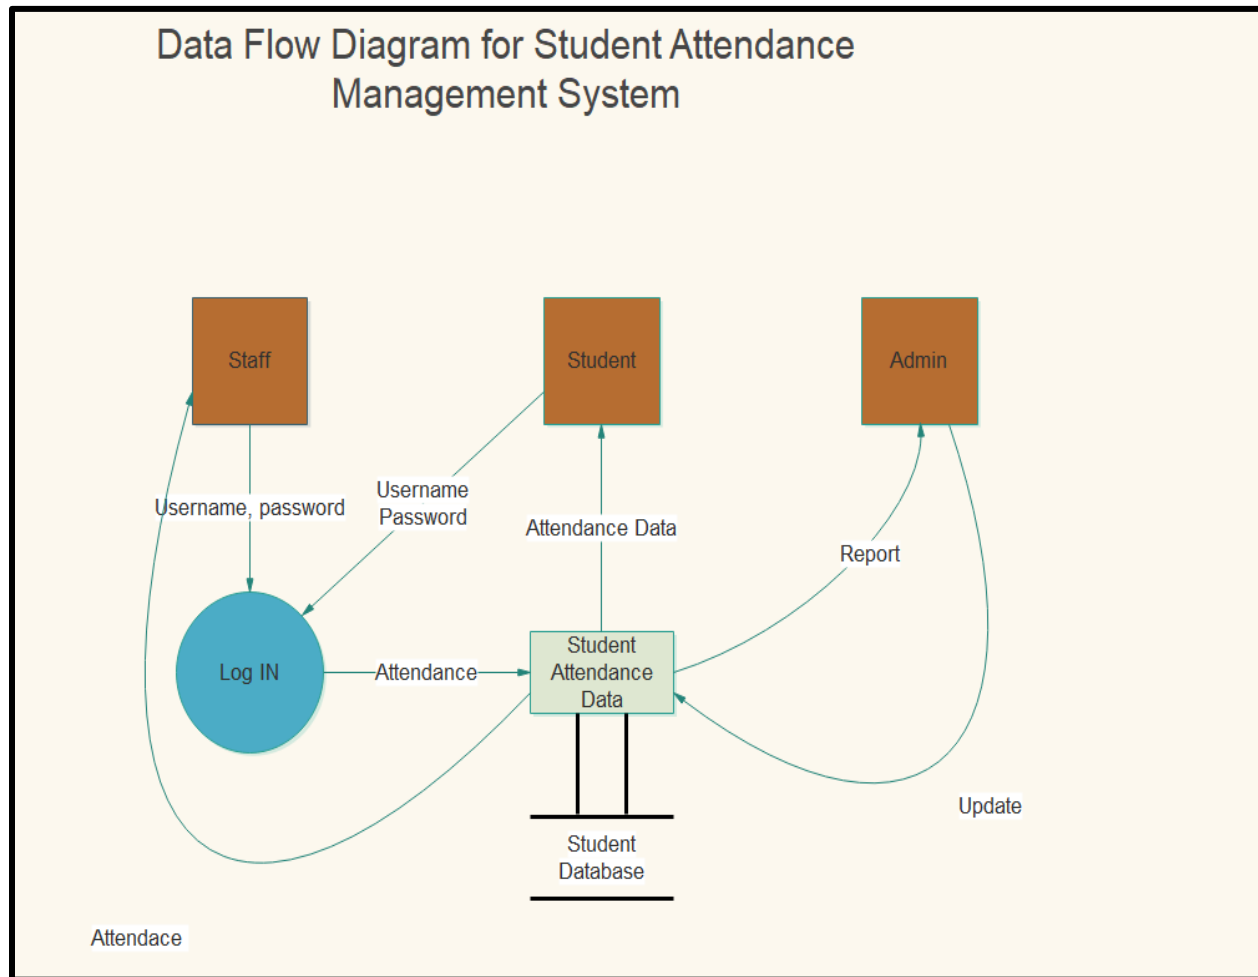 Data Flow Diagram for Student Attendance
Management System
Staff
Student
Admin
Username, password
Username
Password
Attendance Data
Report
Log IN
Attendance
Student
Attendance
Data
Update
Student
Database
Attendace